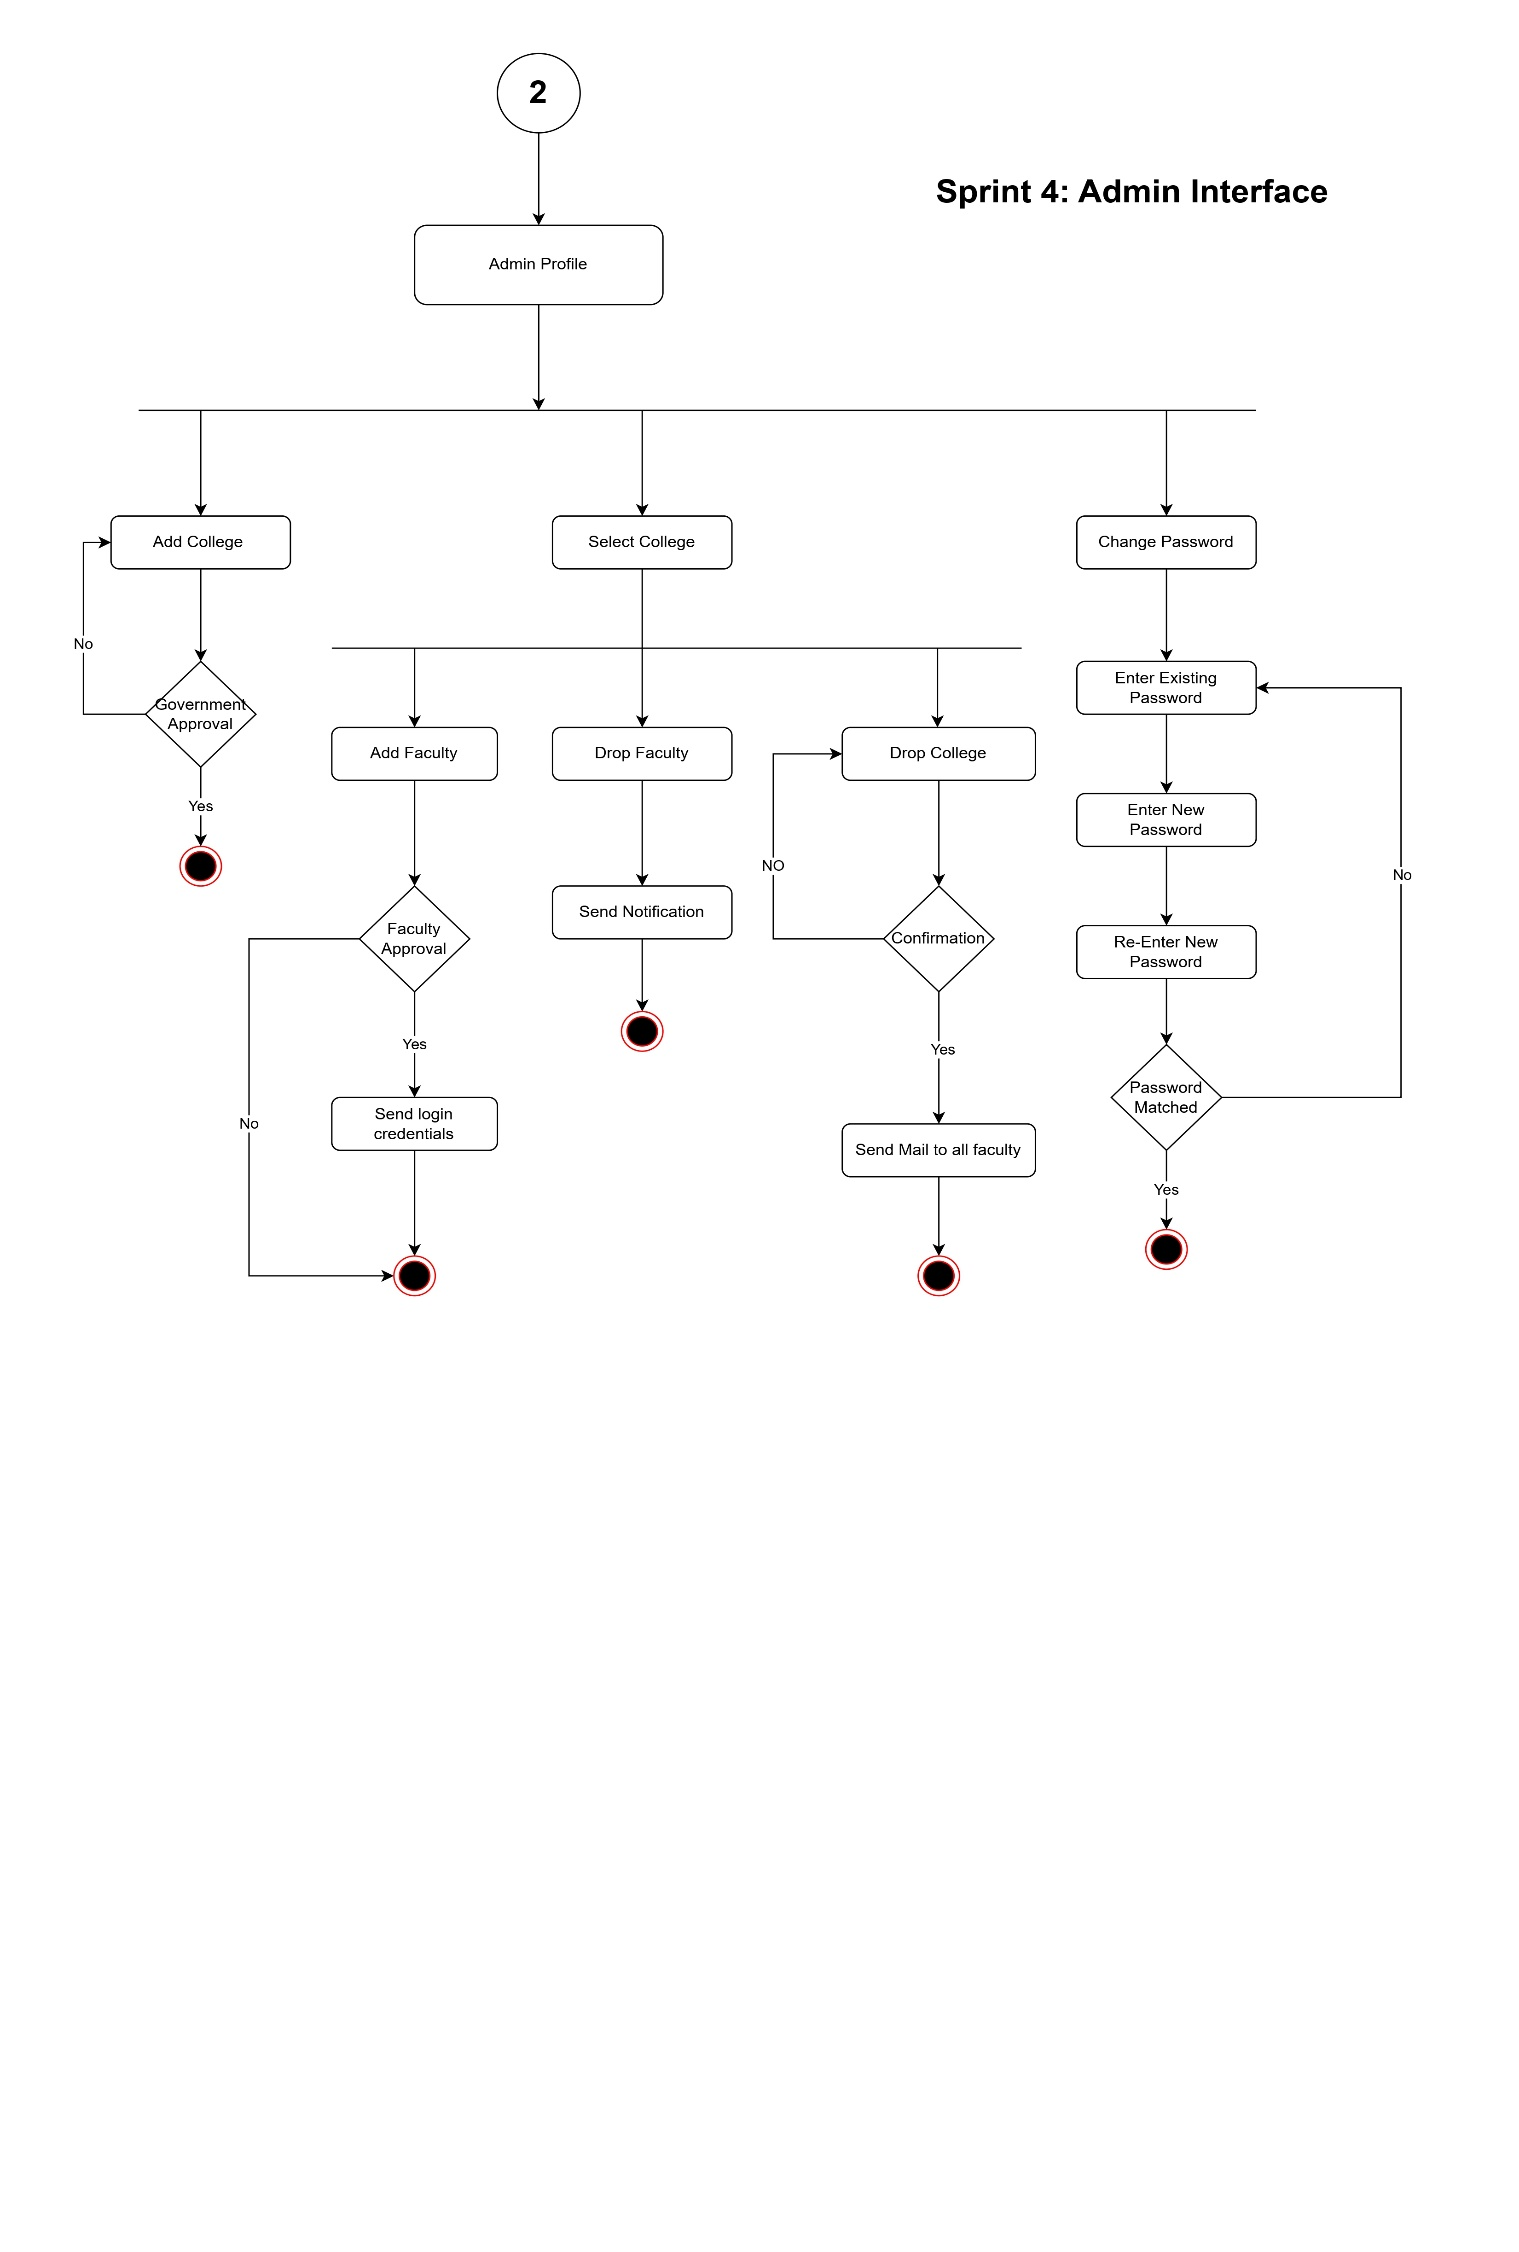 2
Sprint 4: Admin Interface
Admin Profile
Add College
Select College
Change Password
No
Government
Approval
Yes
Add Faculty
Drop Faculty
Drop College
Enter Existing
Password
Enter New
Password
NO
No
Faculty
Approval
Send Notification
Confirmation
Re-Enter New
Password
Yes
Yes
No
Send login
credentials
Send Mail to all faculty
Password
Matched
Yes